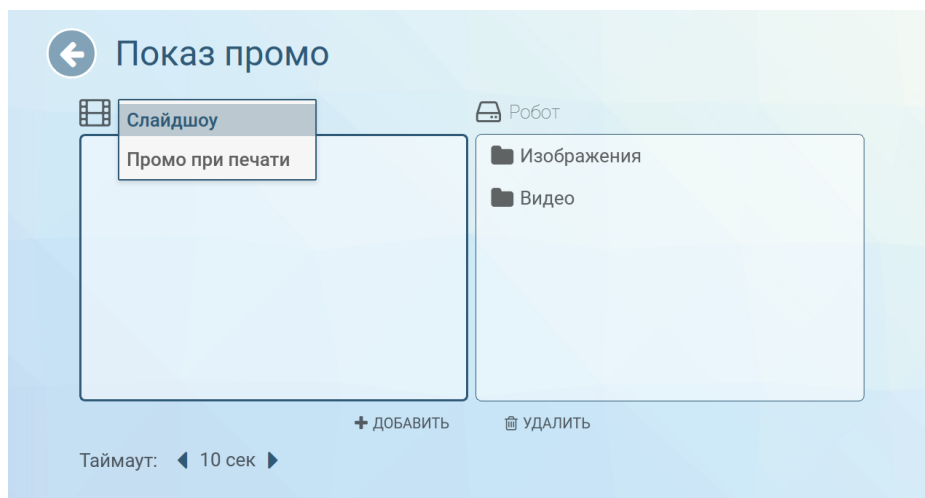 Показ промо
Слайдшоу
Промо при печати
Робот
Изображения
Видео
ДОБАВИТЬ
УДАЛИТЬ
Таймаут: 10 сек